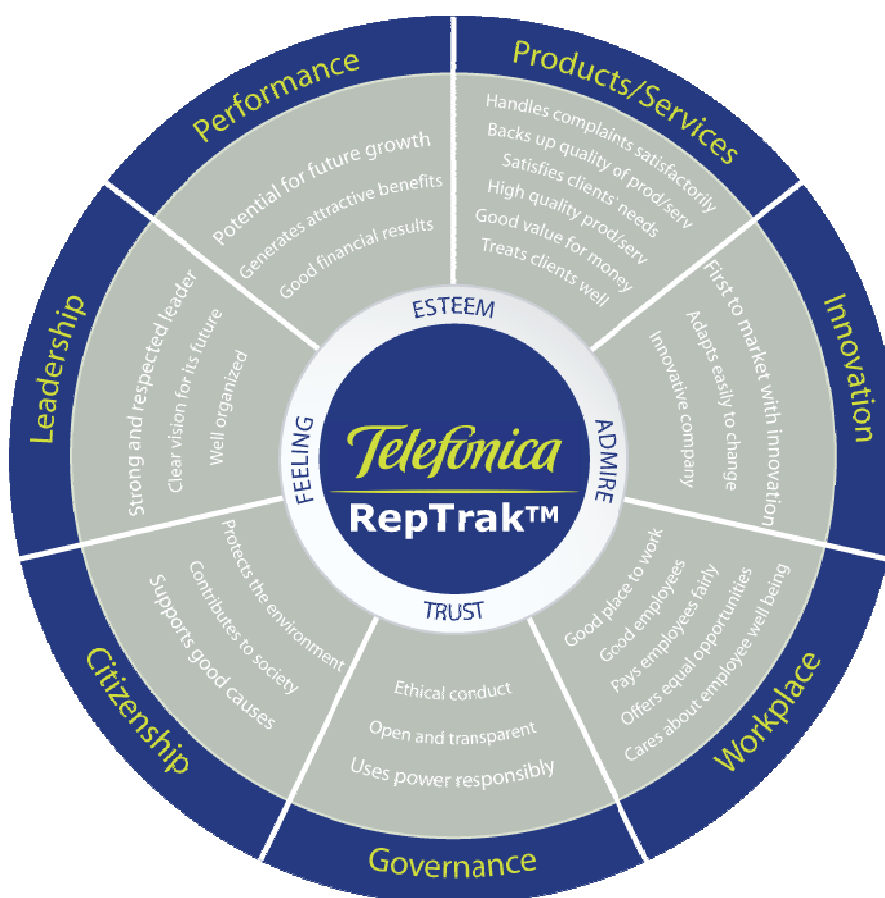 Performance
Potential for future growth
Generates attractive benefits
Good financial results
Products/Services
Handles complaints satisfactorily
Backs up quality of prod/serv
Satisfies clients' needs
High quality prod/serv
Good value for money
Treats clients well
Innovation
First to market with innovation
Adapts easily to change
Innovative company
Workplace
Good place to work
Good employees
Pays employees fairly
Offers equal opportunities
Cares about employee well being
Governance
Ethical conduct
Open and transparent
Uses power responsibly
Citizenship
Protects the environment
Contributes to society
Supports good causes
Leadership
Strong and respected leader
Clear vision for its future
Well organized
ESTEEM
ADMIRE
TRUST
FEELING
Telefónica
RepTrak™